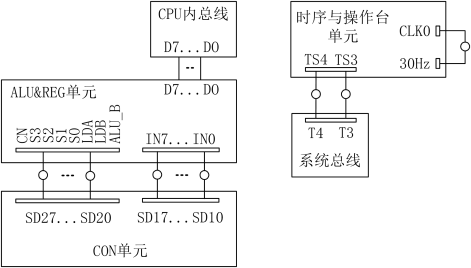 CPU内总线
D7...D0
D7...D0
ALU&REG单元
CN
S3
S2
S1
S0
LDA
LDB
ALU_B
IN7...IN0
SD27...SD20
SD17...SD10
CON单元
时序与操作台
单元
CLK0
30Hz
TS4 TS3
T4 T3
系统总线